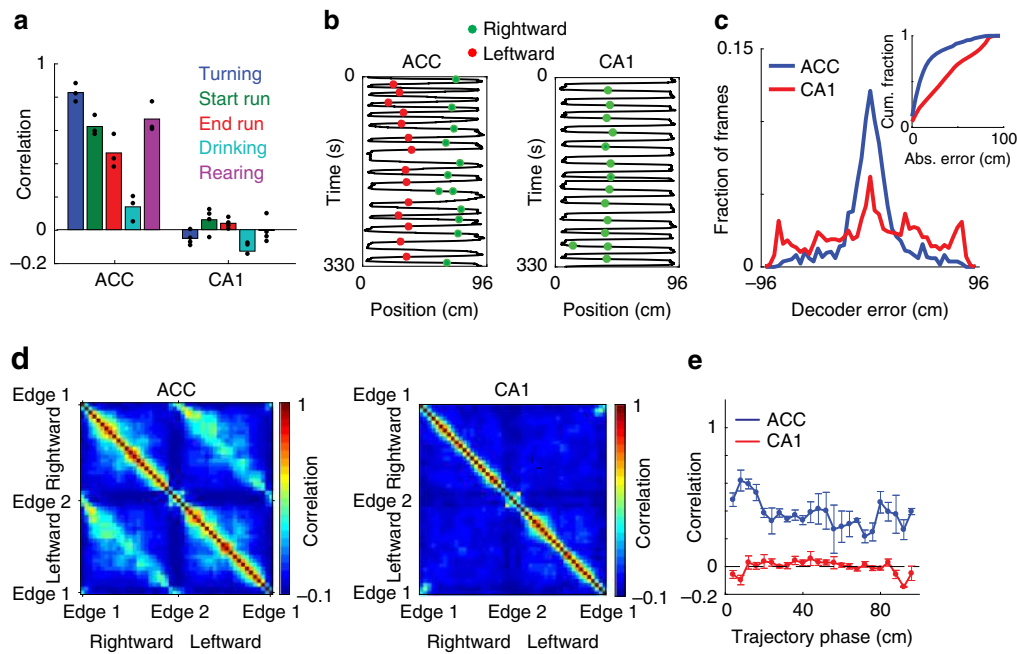 a
1
0
−0.2
Correlation
Turning
Start run
End run
Drinking
Rearing
ACC
CA1
b
Rightward
Leftward
ACC
CA1
0
330
Time (s)
0
96
Position (cm)
0
330
Time (s)
0
96
Position (cm)
c
0.15
0
Fraction of frames
ACC
CA1
−96
96
Decoder error (cm)
1
0
Cum. fraction
0
100
Abs. error (cm)
d
ACC
Edge 1
Rightward
Edge 2
Leftward
Edge 1
Edge 1
Edge 2
Edge 1
Rightward
Leftward
1
−0.1
Correlation
CA1
Edge 1
Rightward
Edge 2
Leftward
Edge 1
Edge 1
Edge 2
Edge 1
Rightward
Leftward
1
−0.1
Correlation
e
ACC
CA1
1
0
−0.2
Correlation
0
40
80
Trajectory phase (cm)